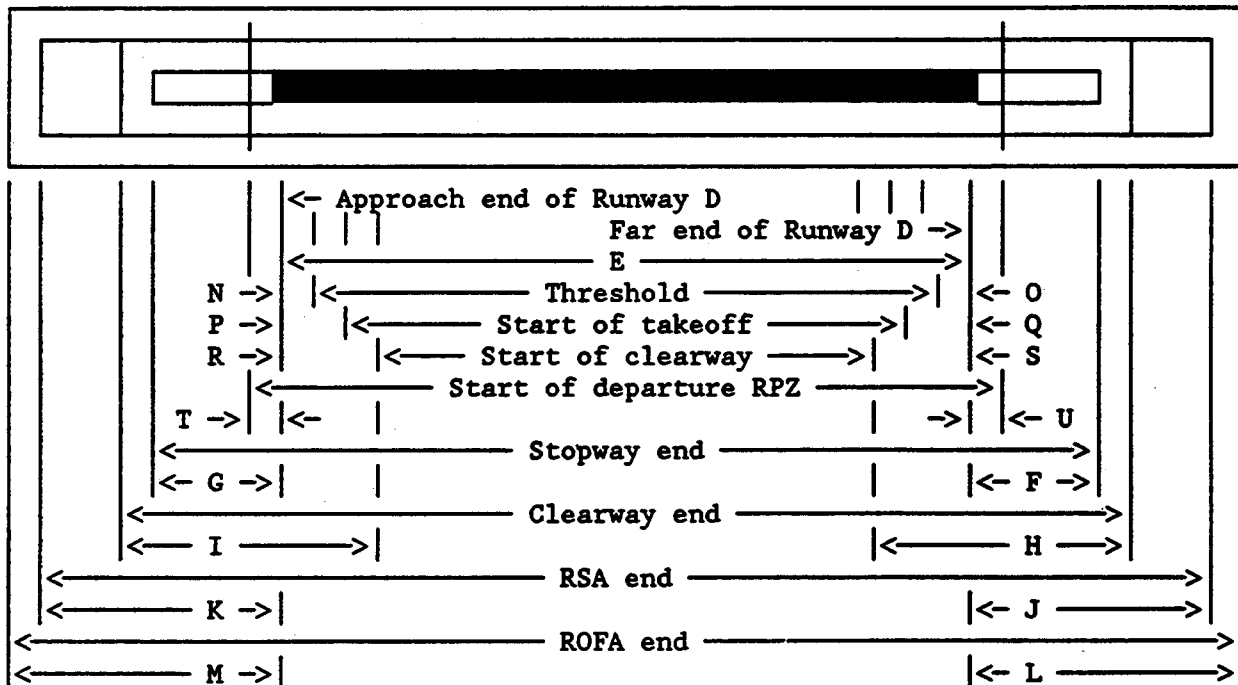 Approach end of Runway D
Far end of Runway D
E
N Threshold O
P Start of takeoff Q
R Start of clearway S
Start of departure RPZ
T U
Stopway end
G F
Clearway end
I H
RSA end
K J
ROFA end
M L